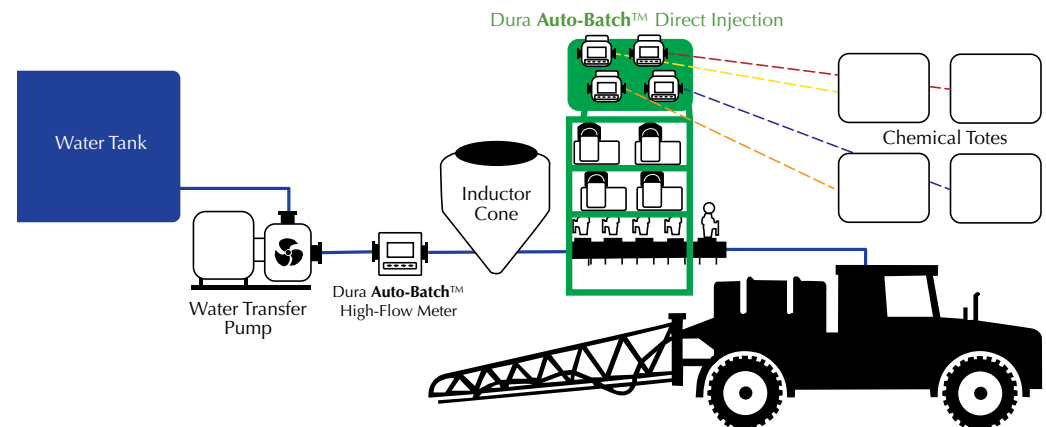 Dura Auto-Batch™ Direct Injection
Water Tank
Chemical Totes
Inductor
Cone
Dura Auto-Batch™
High-Flow Meter
Water Transfer
Pump